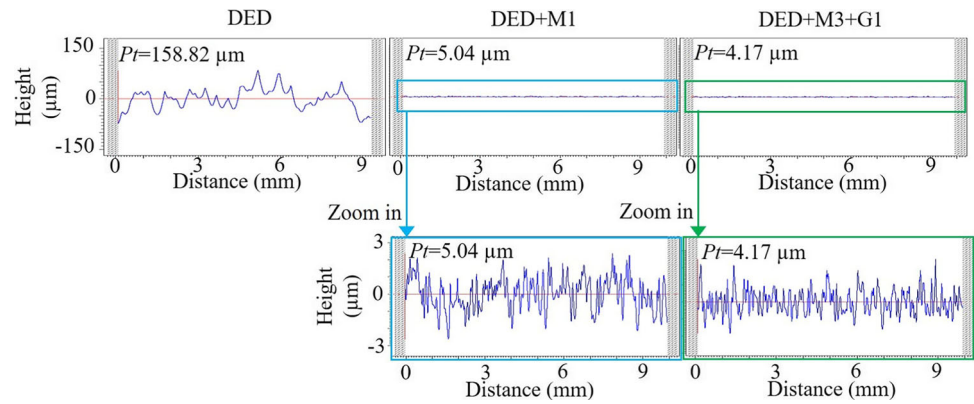 DED
DED+M1
DED+M3+G1
150
0
-150
Height
(µm)
Pt=158.82 µm
Pt=5.04 µm
Pt=4.17 µm
0 3 6 9
0 3 6 9
0 3 6 9
Distance (mm)
Distance (mm)
Distance (mm)
Zoom in
Zoom in
3
0
-3
Height
(µm)
Pt=5.04 µm
Pt=4.17 µm
0 3 6 9
0 3 6 9
Distance (mm)
Distance (mm)